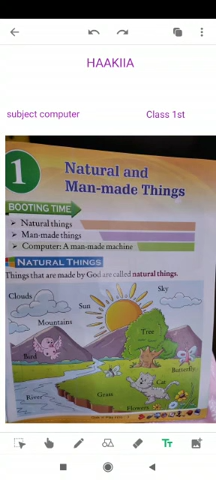 HAAKIIA
subject computer Class 1st
1
Natural and
Man-made Things
BOOTING TIME
Natural things
Man-made things
Computer: A man-made machine
NATURAL THINGS
Things that are made by God are called natural things.
Sky
Clouds
Sun
Mountains
Tree
Bird
Butterfly
Cat
River
Grass
Flowers
Tт